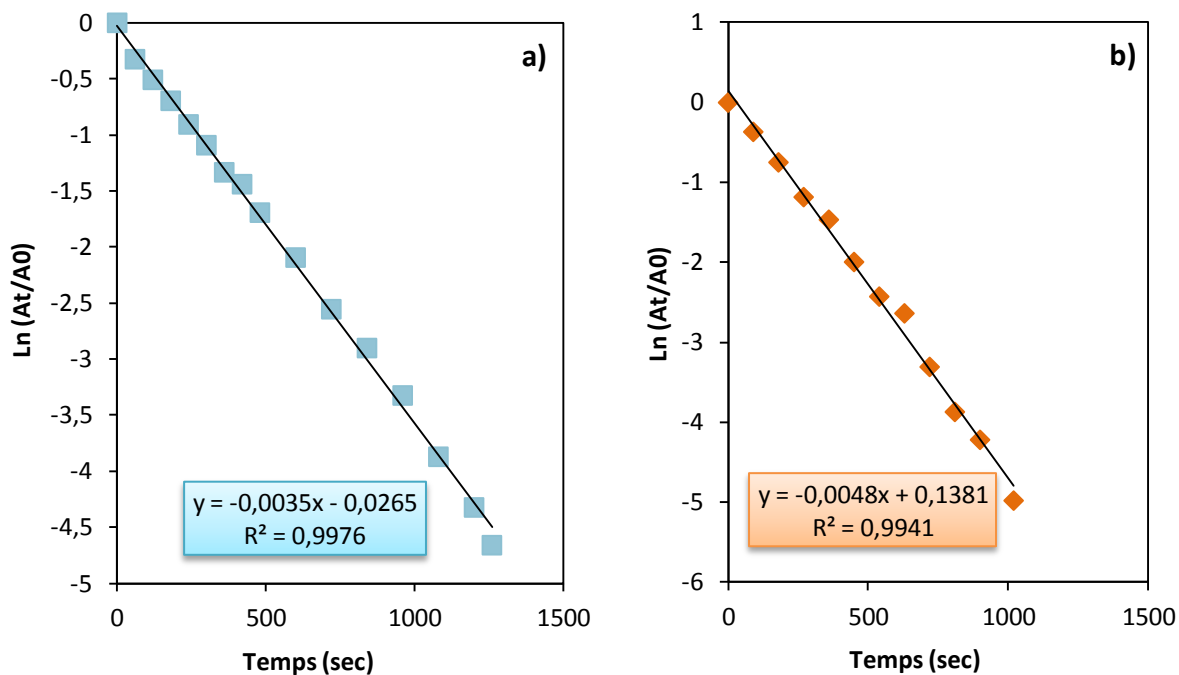 a)
0
-0,5
-1
-1,5
-2
-2,5
-3
-3,5
-4
-4,5
-5
Ln (At/A0)
y = -0,0035x - 0,0265
R² = 0,9976
0 500 1000 1500
Temps (sec)
b)
1
0
-1
-2
-3
-4
-5
-6
Ln (At/A0)
y = -0,0048x + 0,1381
R² = 0,9941
0 500 1000 1500
Temps (sec)